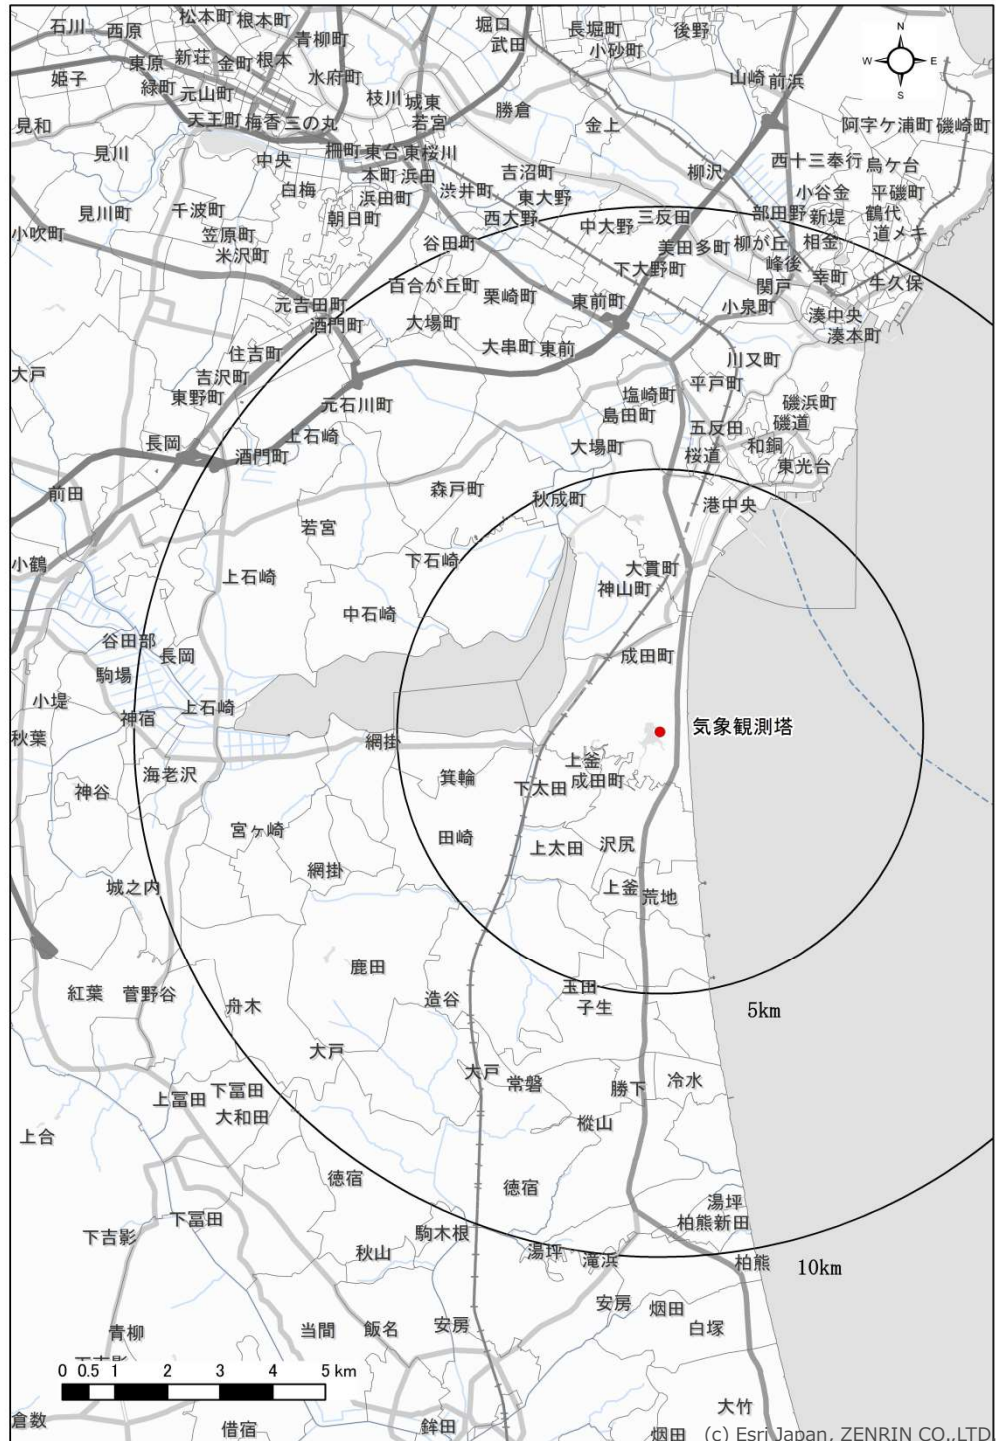 松本町
根本町
石川
西原
青柳町
堀口
武田
長堀町
後野
小砂町
新荘
金町
根本
東原
姫子
緑町
元山町
水府町
枝川
城東
若宮
勝倉
山崎
前浜
N
W
E
S
見和
天王町
梅香
三の丸
金上
阿字ケ浦町
磯崎町
見川
中央
柵町
東台
東桜川
本町
浜田
吉沼町
柳沢
西十三奉行
烏ケ台
白梅
浜田町
渋井町
東大野
小谷金
平磯町
見川町
千波町
朝日町
西大野
中大野
三反田
部田野
新堤
鶴代
道メキ
小吹町
笠原町
米沢町
谷田町
美田多町
柳が丘
相金
峰後
下大野町
幸町
牛久保
関戸
百合が丘町
栗崎町
東前町
小泉町
湊中央
湊本町
元吉田町
酒門町
大場町
大串町
東前
川又町
住吉町
吉沢町
大戸
東野町
元石川町
塩崎町
平戸町
磯浜町
島田町
磯道
五反田
和銅
上石崎
大場町
桜道
東光台
長岡
酒門町
前田
森戸町
秋成町
港中央
若宮
小鶴
下石崎
大貫町
上石崎
神山町
中石崎
谷田部
長岡
成田町
駒場
小堤
上石崎
神宿
気象観測塔
秋葉
網掛
海老沢
上釜
成田町
箕輪
下太田
神谷
宮ヶ崎
田崎
上太田
沢尻
網掛
城之内
上釜
荒地
鹿田
紅葉
菅野谷
舟木
造谷
玉田
子生
5km
大戸
大戸
常磐
勝下
冷水
下冨田
上冨田
大和田
樅山
上合
徳宿
徳宿
湯坪
下冨田
柏熊新田
下吉影
駒木根
秋山
湯坪
滝浜
柏熊
10km
安房
烟田
青柳
当間
飯名
安房
白塚
0 0.5 1 2 3 4 5 km
大竹
倉数
借宿
鉾田
烟田
(c) Esri Japan, ZENRIN CO.,LTD